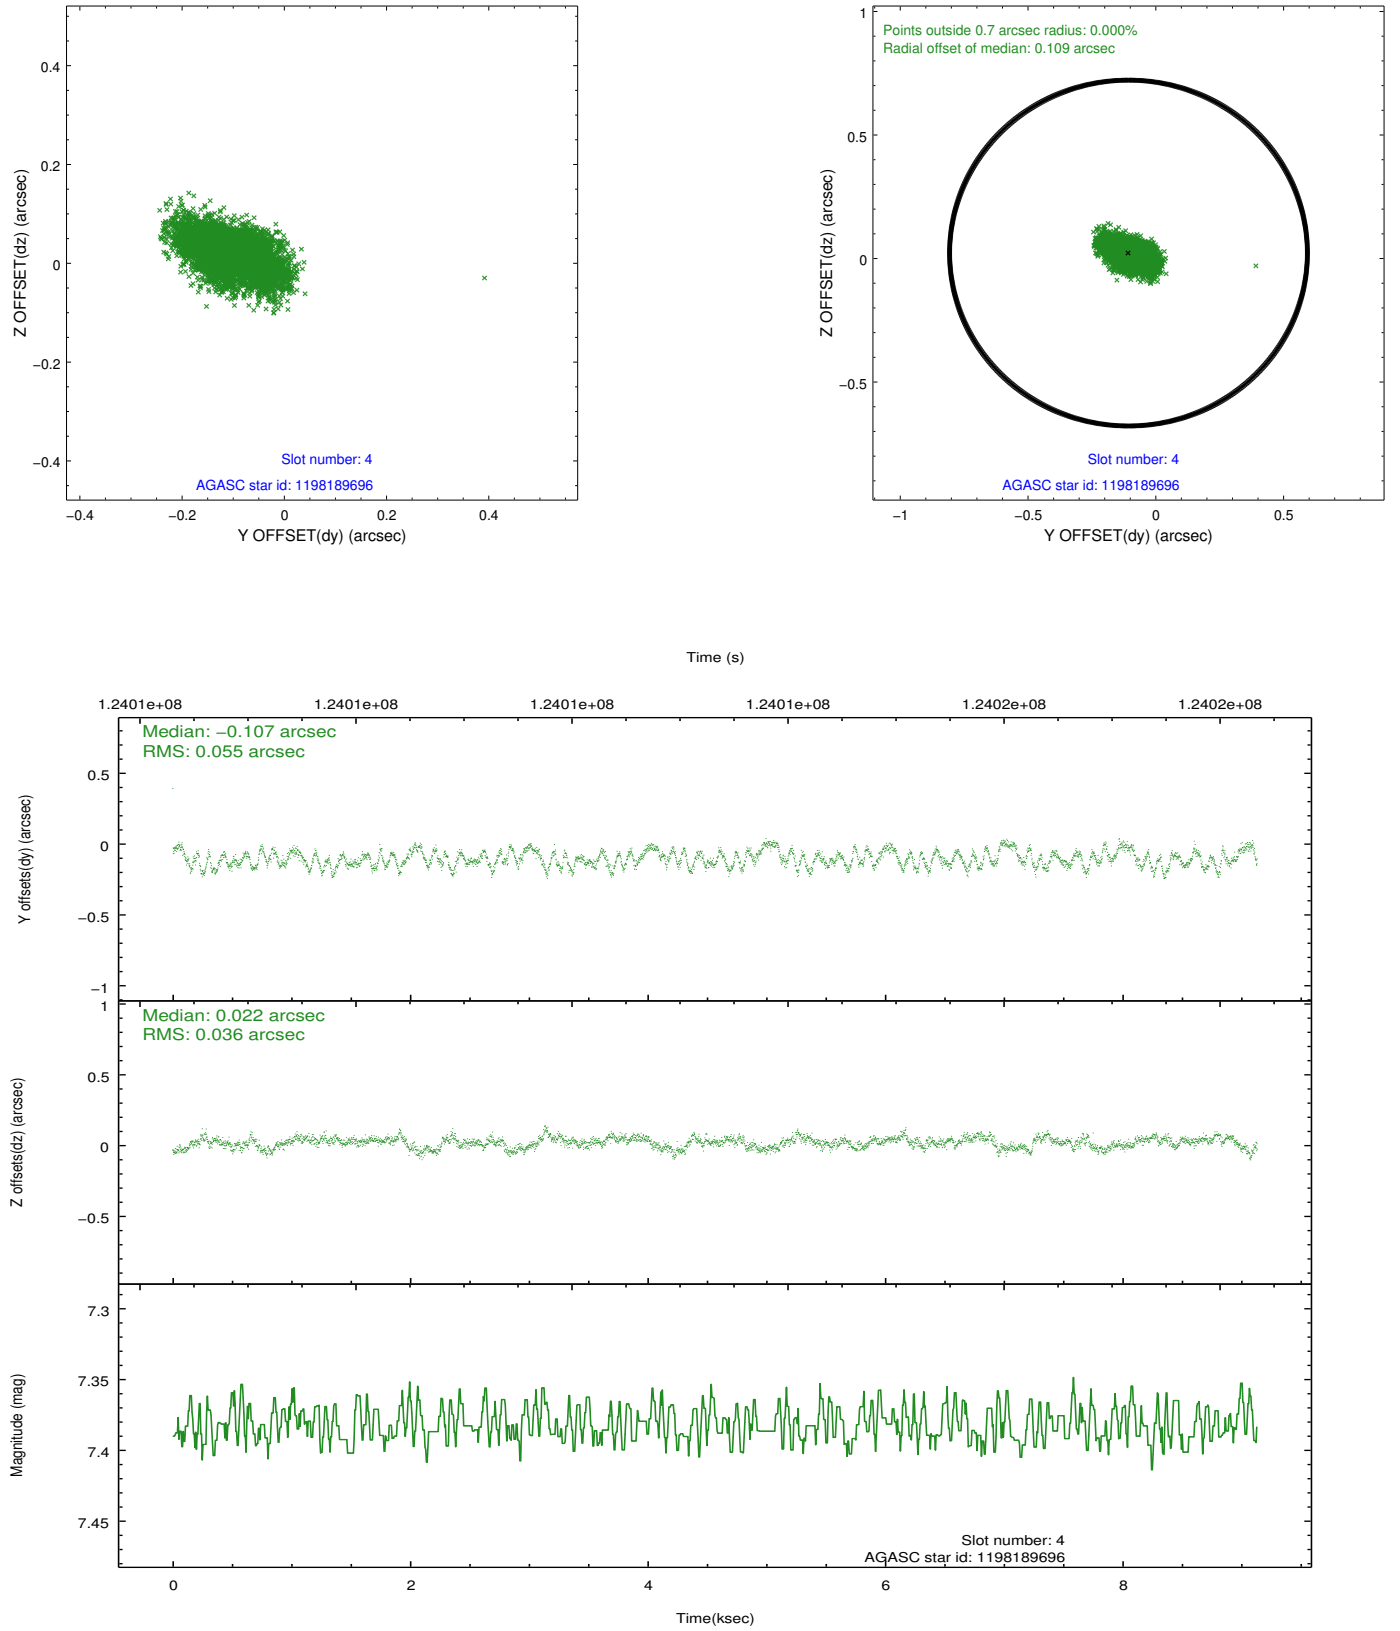 0.4
0.2
0
−0.2
−0.4
Z OFFSET(dz) (arcsec)
Slot number: 4
AGASC star id: 1198189696
−0.4 −0.2 0 0.2 0.4
Y OFFSET(dy) (arcsec)
Points outside 0.7 arcsec radius: 0.000%
Radial offset of median: 0.109 arcsec
1
0.5
0
−0.5
Z OFFSET(dz) (arcsec)
Slot number: 4
AGASC star id: 1198189696
−1 −0.5 0 0.5
Y OFFSET(dy) (arcsec)
Time (s)
1.2401e+08 1.2401e+08 1.2401e+08 1.2401e+08 1.2402e+08 1.2402e+08
Median: −0.107 arcsec
RMS: 0.055 arcsec
0.5
0
−0.5
−1
Y offsets(dy) (arcsec)
Median: 0.022 arcsec
RMS: 0.036 arcsec
1
0.5
0
−0.5
Z offsets(dz) (arcsec)
7.3
7.35
7.4
7.45
Magnitude (mag)
Slot number: 4
AGASC star id: 1198189696
0 2 4 6 8
Time(ksec)